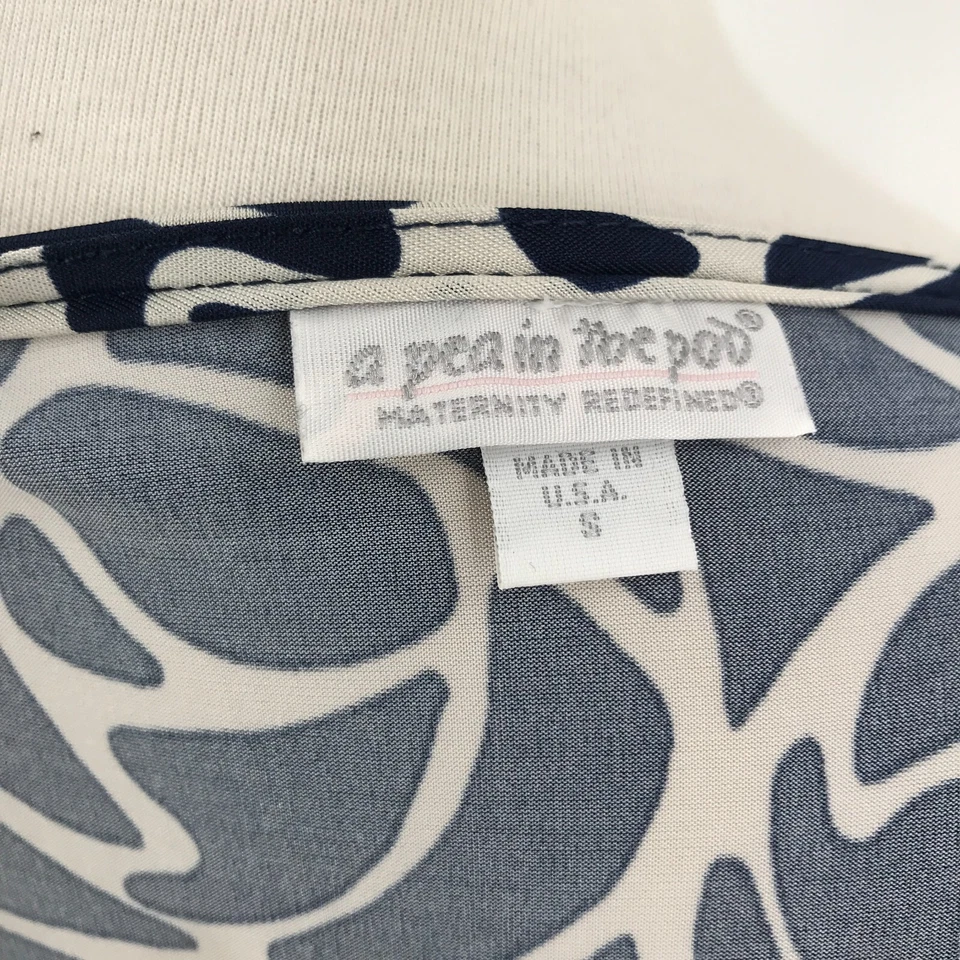 a pea in the pod®
MATERNITY REDEFINED®
MADE IN
U.S.A.
S